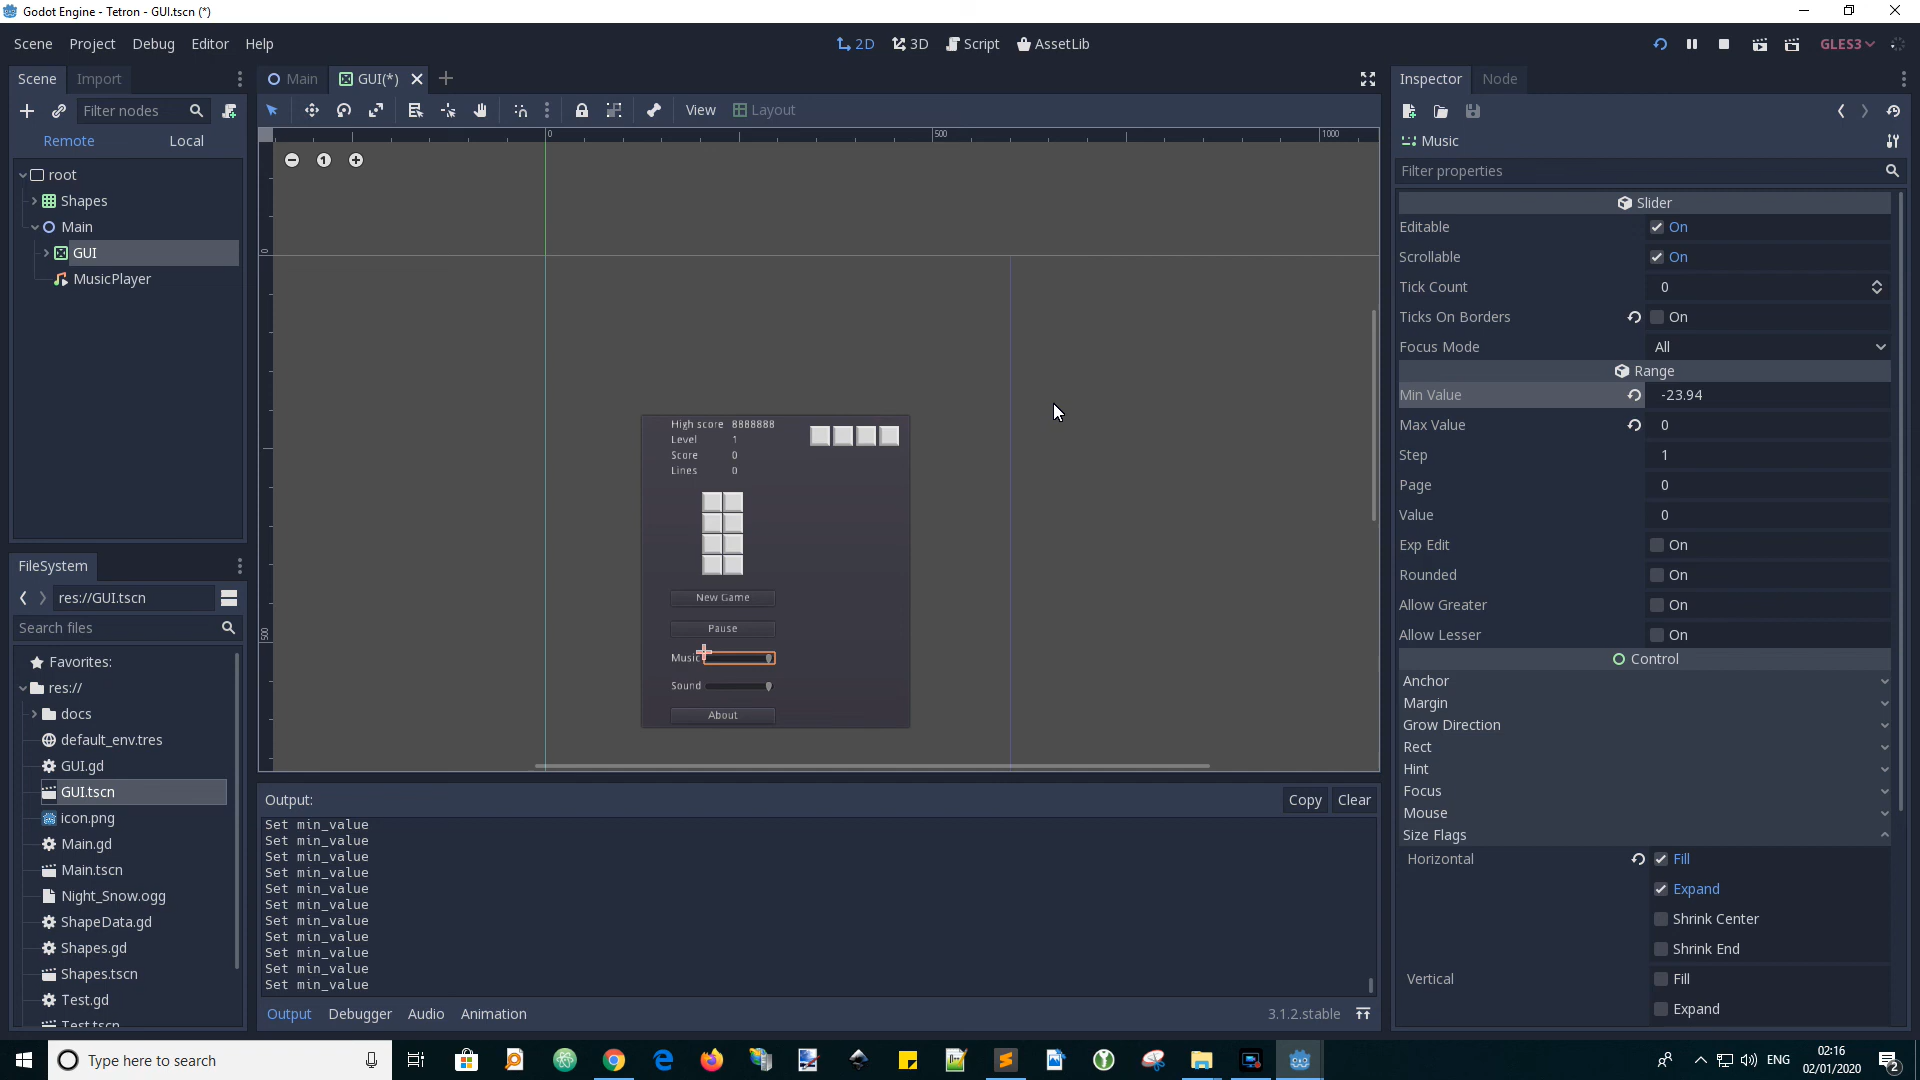 Godot Engine - Tetron - GUI.tscn (*)
Scene Project Debug Editor Help
2D 3D Script AssetLib
GLES3
Scene Import
Main GUI(*)
Inspector Node
Filter nodes
View Layout
Remote Local
Music
Filter properties
root
Shapes
Main
GUI
MusicPlayer
0 500 1000
0
500
High score 8888888
Level 1
Score 0
Lines 0
New Game
Pause
Music
Sound
About
Slider
Editable On
Scrollable On
Tick Count 0
Ticks On Borders On
Focus Mode All
Range
Min Value -23.94
Max Value 0
Step 1
Page 0
Value 0
Exp Edit On
Rounded On
Allow Greater On
Allow Lesser On
Control
Anchor
Margin
Grow Direction
Rect
Hint
Focus
Mouse
Size Flags
Horizontal Fill
Expand
Shrink Center
Shrink End
Vertical Fill
Expand
FileSystem
res://GUI.tscn
Search files
Favorites:
res://
docs
default_env.tres
GUI.gd
GUI.tscn
icon.png
Main.gd
Main.tscn
Night_Snow.ogg
ShapeData.gd
Shapes.gd
Shapes.tscn
Test.gd
Test.tscn
Output:
Copy Clear
Set min_value
Set min_value
Set min_value
Set min_value
Set min_value
Set min_value
Set min_value
Set min_value
Set min_value
Set min_value
Set min_value
Output Debugger Audio Animation
3.1.2.stable
Type here to search
ENG
02:16
02/01/2020
2